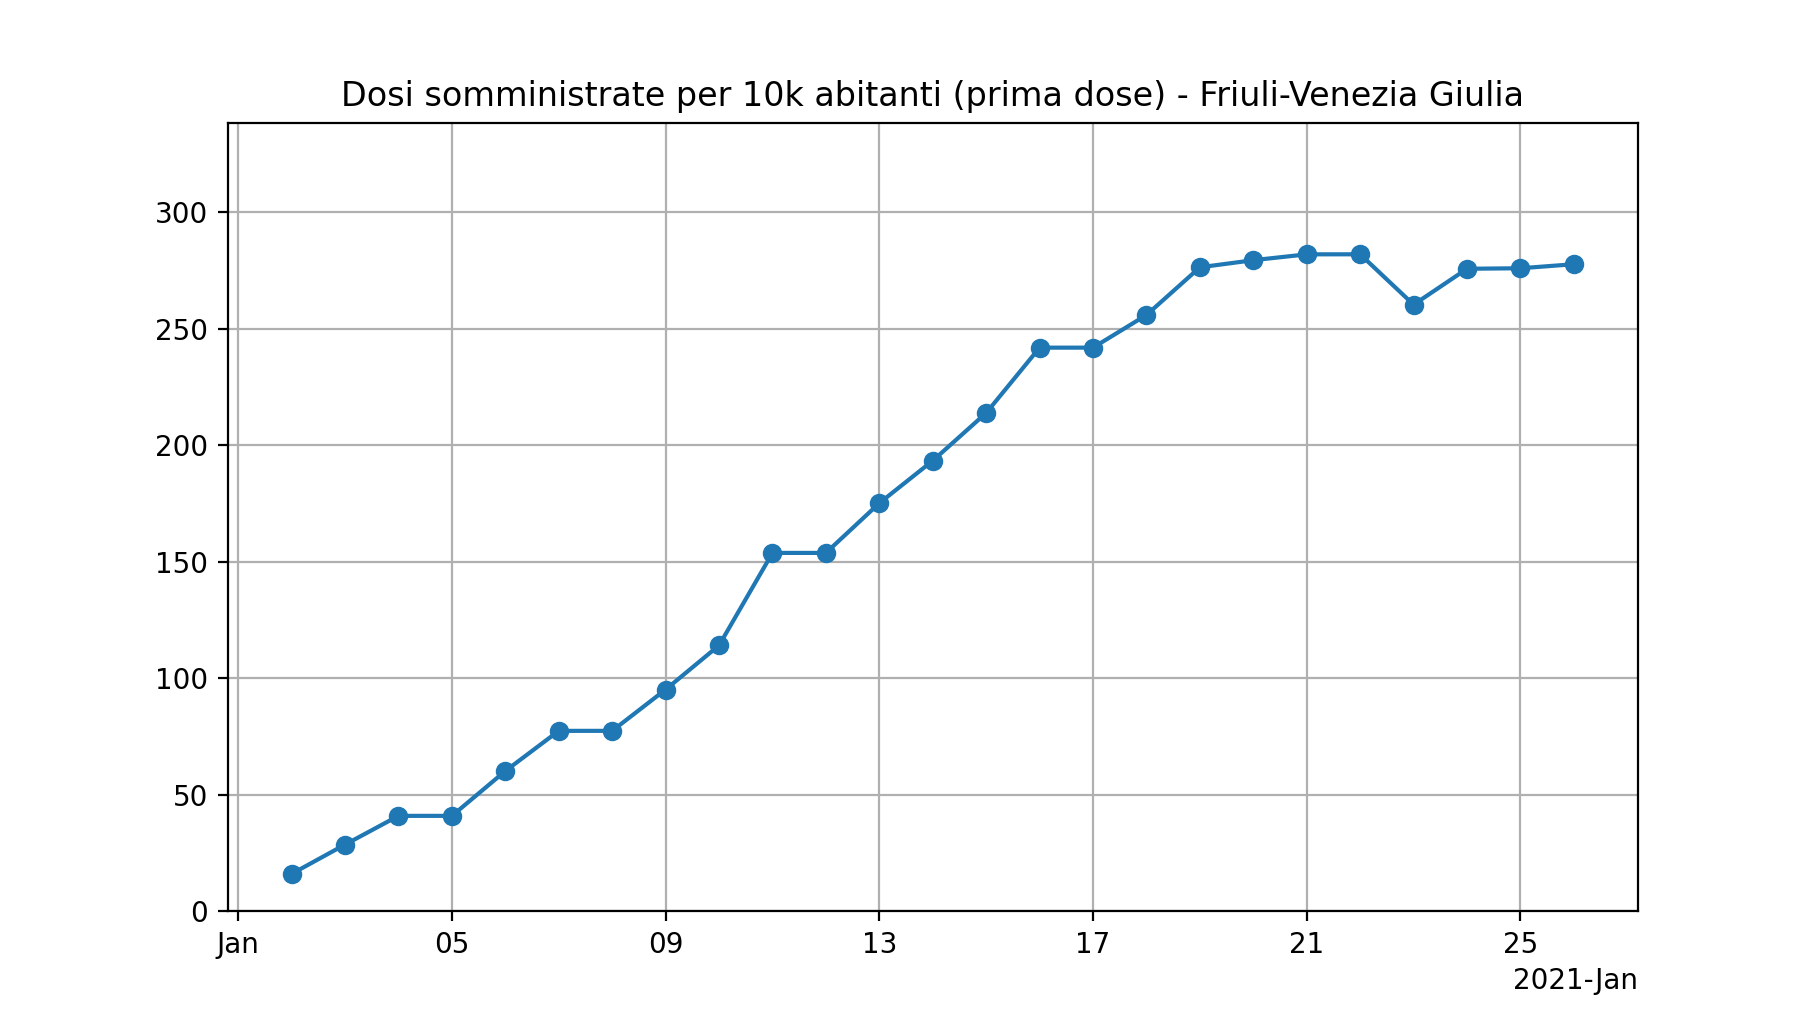 Dosi somministrate per 10k abitanti (prima dose) - Friuli-Venezia Giulia
300
250
200
150
100
50
0
Jan 05 09 13 17 21 25
2021-Jan